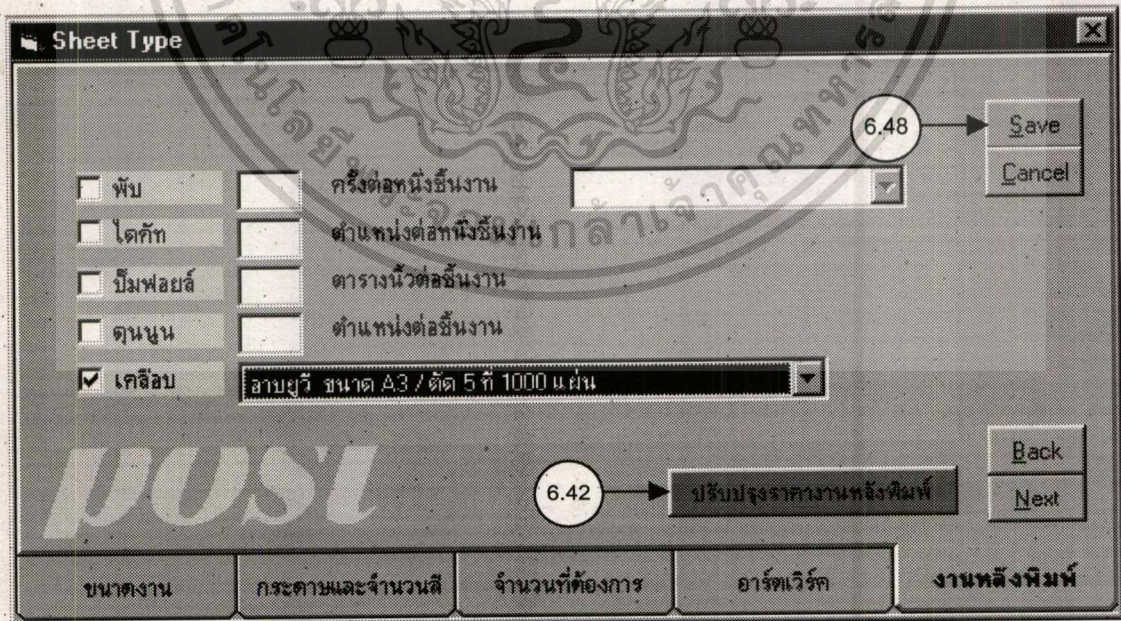 Sheet Type
6.48
Save
Cancel
พับ ครั้งต่อหนึ่งชิ้นงาน
ไดคัท ตำแหน่งต่อหนึ่งชิ้นงาน
ปั๊มฟอยล์ ตารางนิ้วต่อชิ้นงาน
ดุนนูน ตำแหน่งต่อชิ้นงาน
เคลือบ อาบยูวี ขนาด A3 / ตัด 5 ที่ 1000 แผ่น
post
6.42 ปรับปรุงราคางานหลังพิมพ์
Back
Next
ขนาดงาน กระดาษและจำนวนสี จำนวนที่ต้องการ อาร์ตเวิร์ค งานหลังพิมพ์